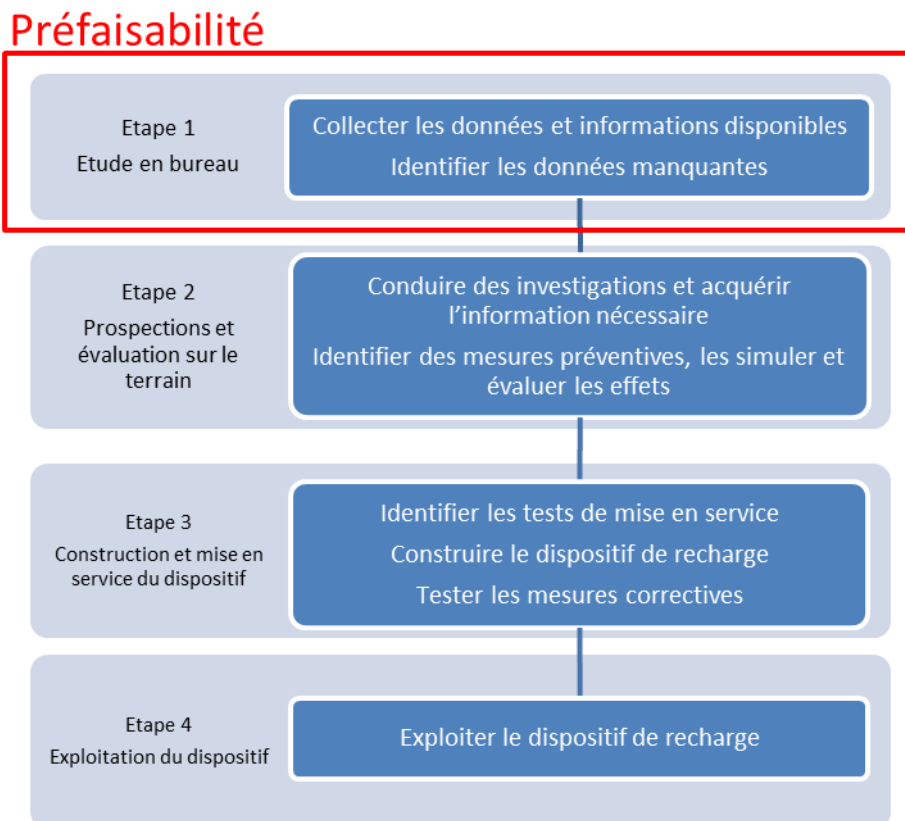 Préfaisabilité
Etape 1
Etude en bureau
Collecter les données et informations disponibles
Identifier les données manquantes
Etape 2
Prospections et
évaluation sur le
terrain
Conduire des investigations et acquérir
l’information nécessaire
Identifier des mesures préventives, les simuler et
évaluer les effets
Etape 3
Construction et mise en
service du dispositif
Identifier les tests de mise en service
Construire le dispositif de recharge
Tester les mesures correctives
Etape 4
Exploitation du dispositif
Exploiter le dispositif de recharge